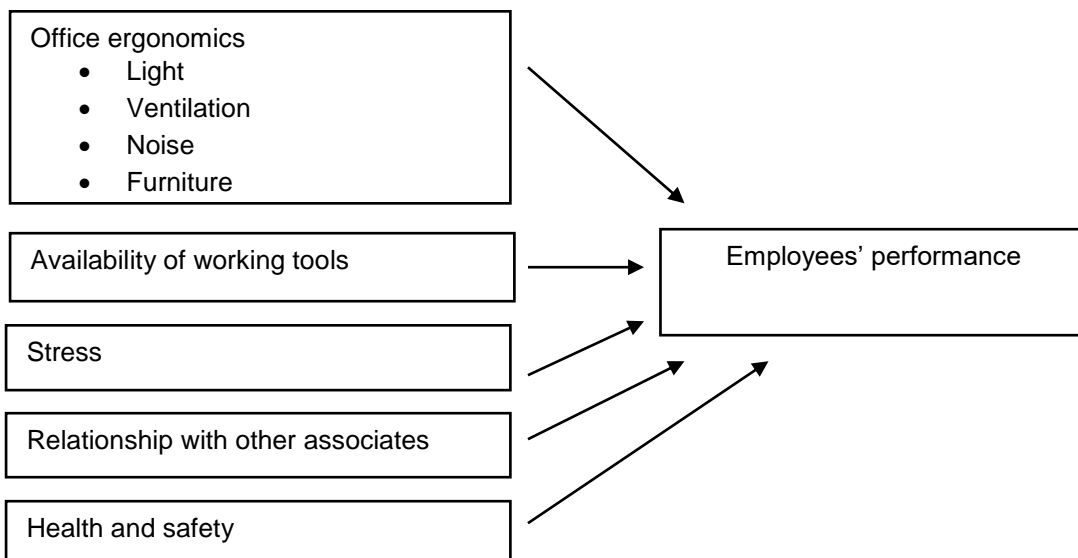 Office ergonomics
• Light
• Ventilation
• Noise
• Furniture
Availability of working tools
Stress
Relationship with other associates
Health and safety
Employees’ performance